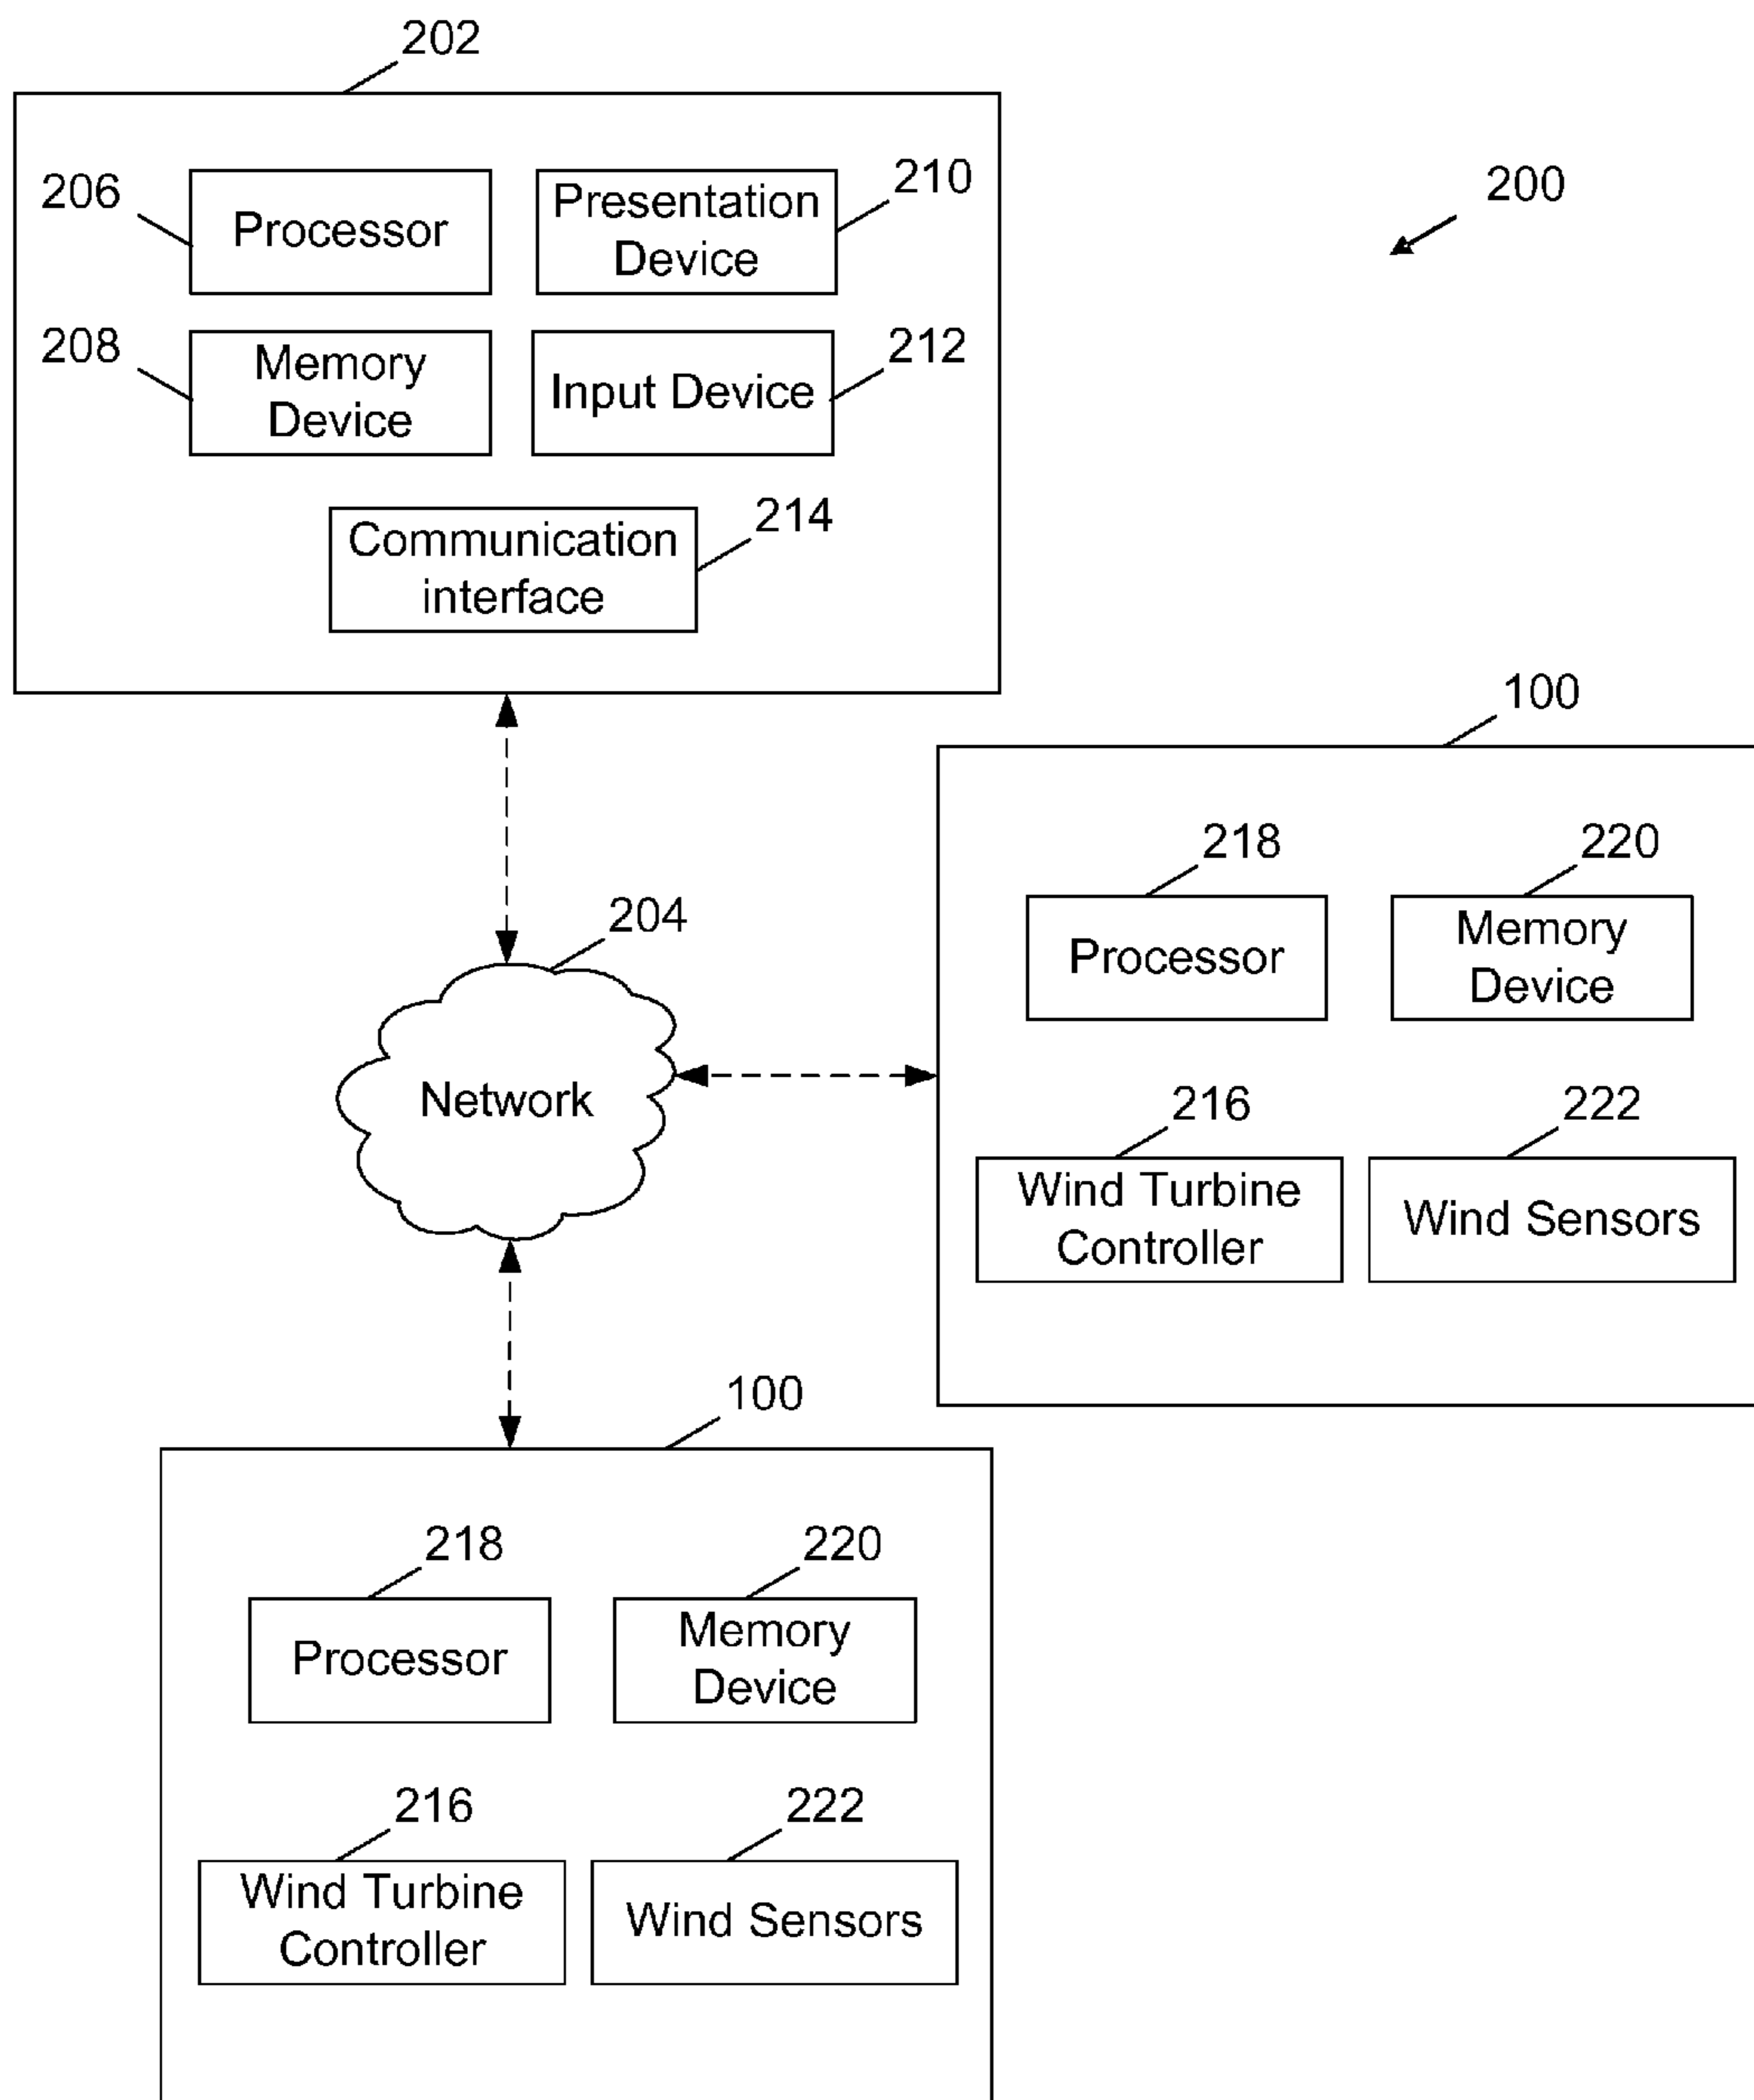 202
206
Processor
Presentation
Device
210
200
208
Memory
Device
Input Device
212
Communication
interface
214
100
218
Processor
220
Memory
Device
204
Network
216
Wind Turbine
Controller
222
Wind Sensors
100
218
Processor
220
Memory
Device
216
Wind Turbine
Controller
222
Wind Sensors